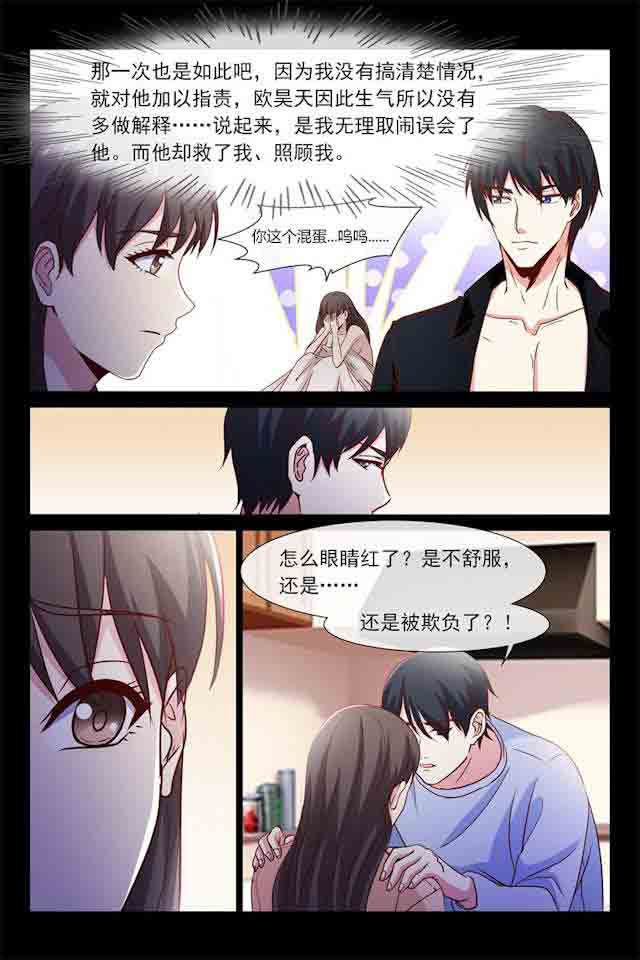 那一次也是如此吧，因为我没有搞清楚情况，
就对他加以指责，欧昊天因此生气所以没有
多做解释……说起来，是我无理取闹误会了
他。而他却救了我、照顾我。
你这个混蛋...呜呜......
怎么眼睛红了？是不舒服，
还是……
还是被欺负了？！